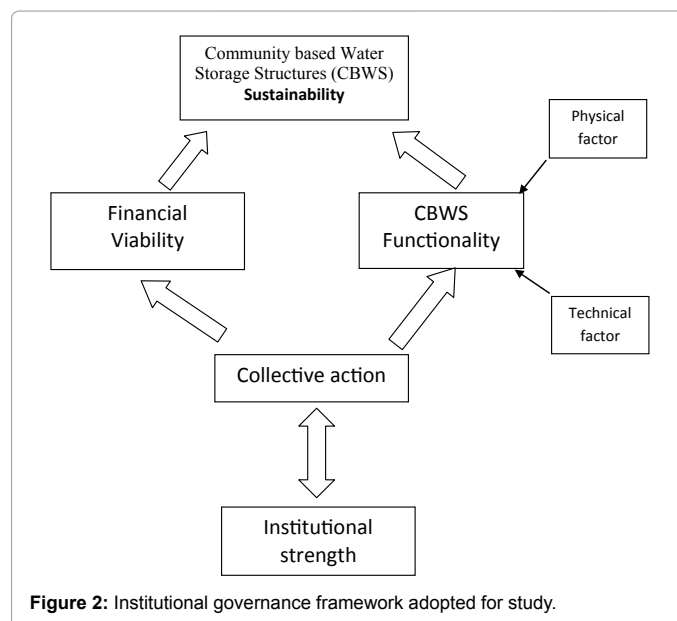 Community based Water
Storage Structures (CBWS)
Sustainability
Physical
factor
Financial
Viability
CBWS
Functionality
Technical
factor
Collective action
Institutional
strength
Figure 2: Institutional governance framework adopted for study.